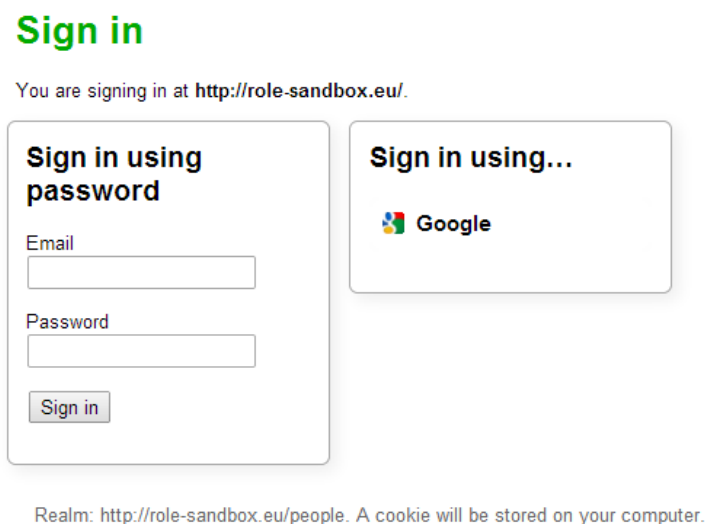 Sign in
You are signing in at http://role-sandbox.eu/.
Sign in using
password
Email
Password
Sign in
Sign in using...
Google
Realm: http://role-sandbox.eu/people. A cookie will be stored on your computer.